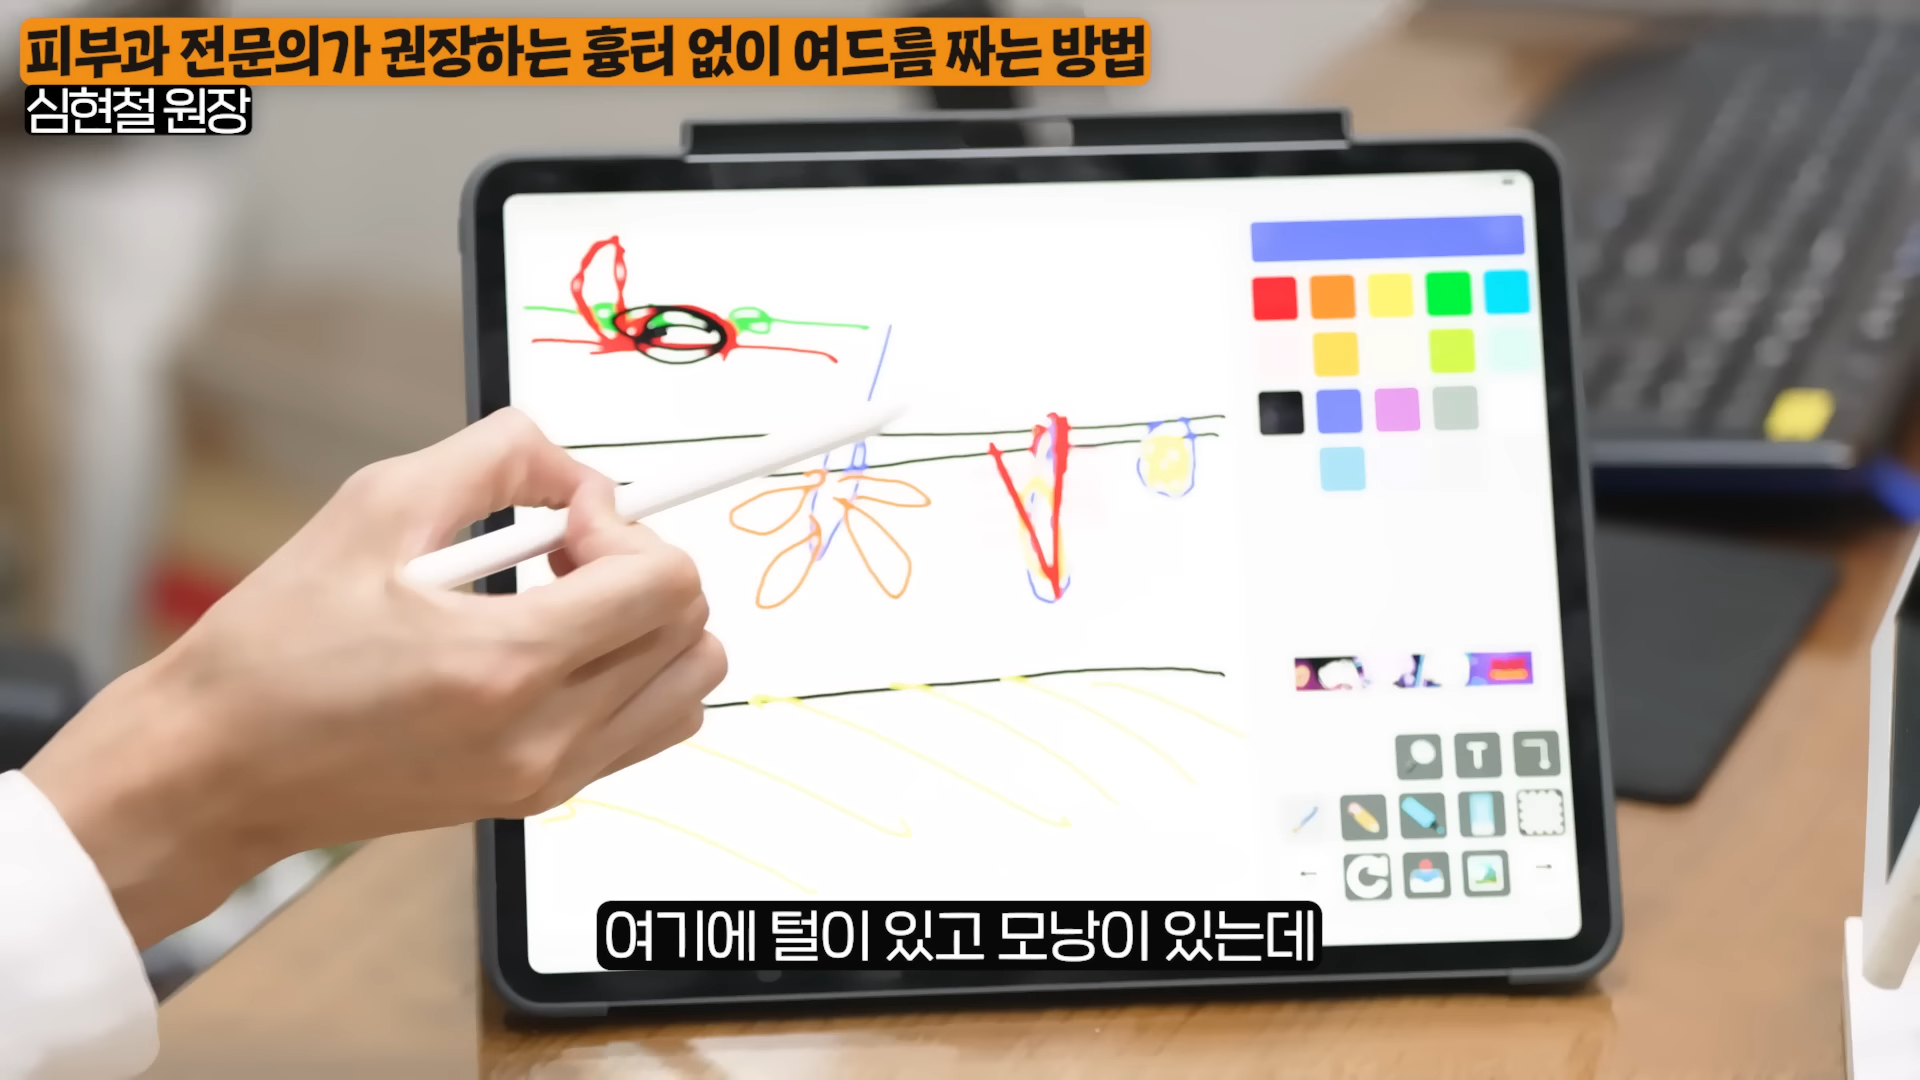 피부과 전문의가 권장하는 흉터 없이 여드름 짜는 방법
심현철 원장
T
여기에 털이 있고 모낭이 있는데